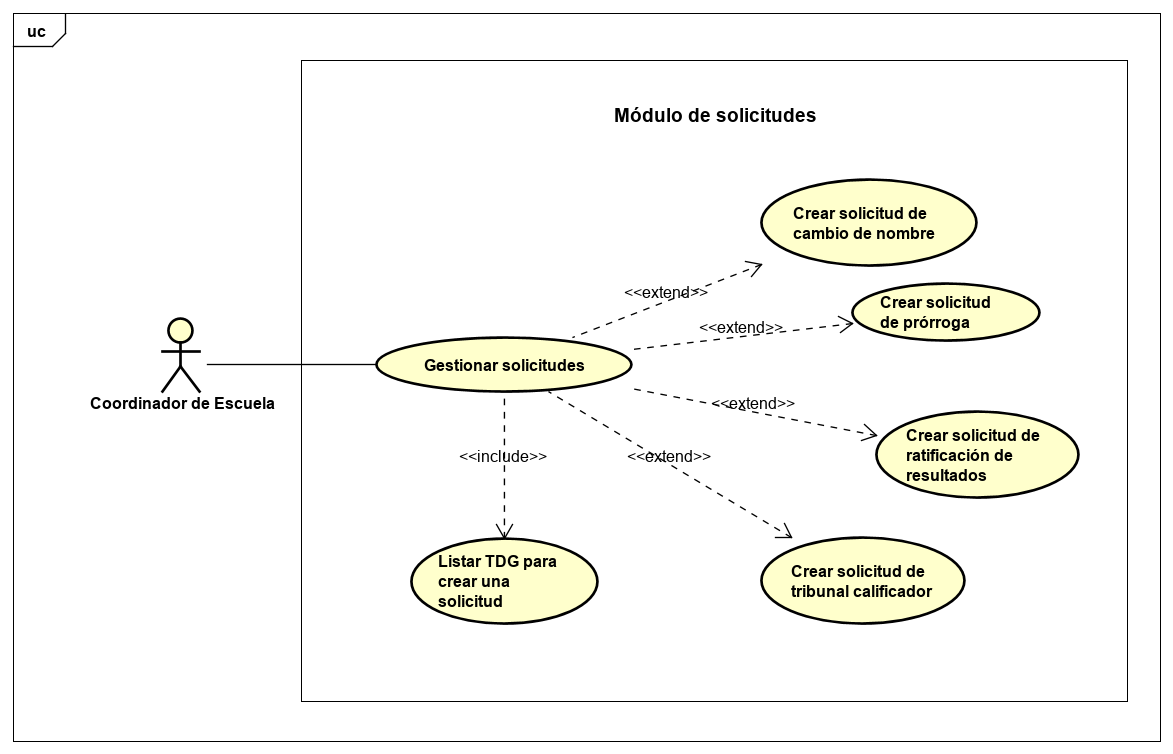 uc
Módulo de solicitudes
Crear solicitud de
cambio de nombre
<<extend>>
Crear solicitud
de prórroga
<<extend>>
Gestionar solicitudes
Coordinador de Escuela
<<extend>>
Crear solicitud de
ratificación de
resultados
<<include>>
<<extend>>
Listar TDG para
crear una
solicitud
Crear solicitud de
tribunal calificador